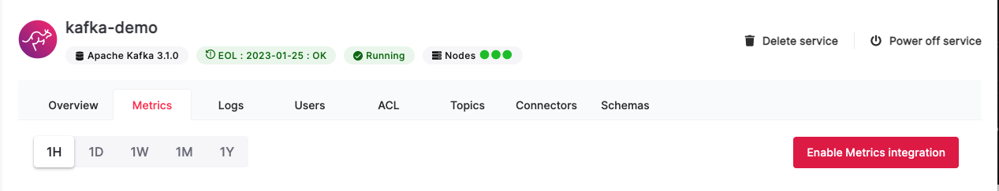 kafka-demo
Delete service
Power off service
Apache Kafka 3.1.0
EOL : 2023-01-25 : OK
Running
Nodes
Overview
Metrics
Logs
Users
ACL
Topics
Connectors
Schemas
1H
1D
1W
1M
1Y
Enable Metrics integration